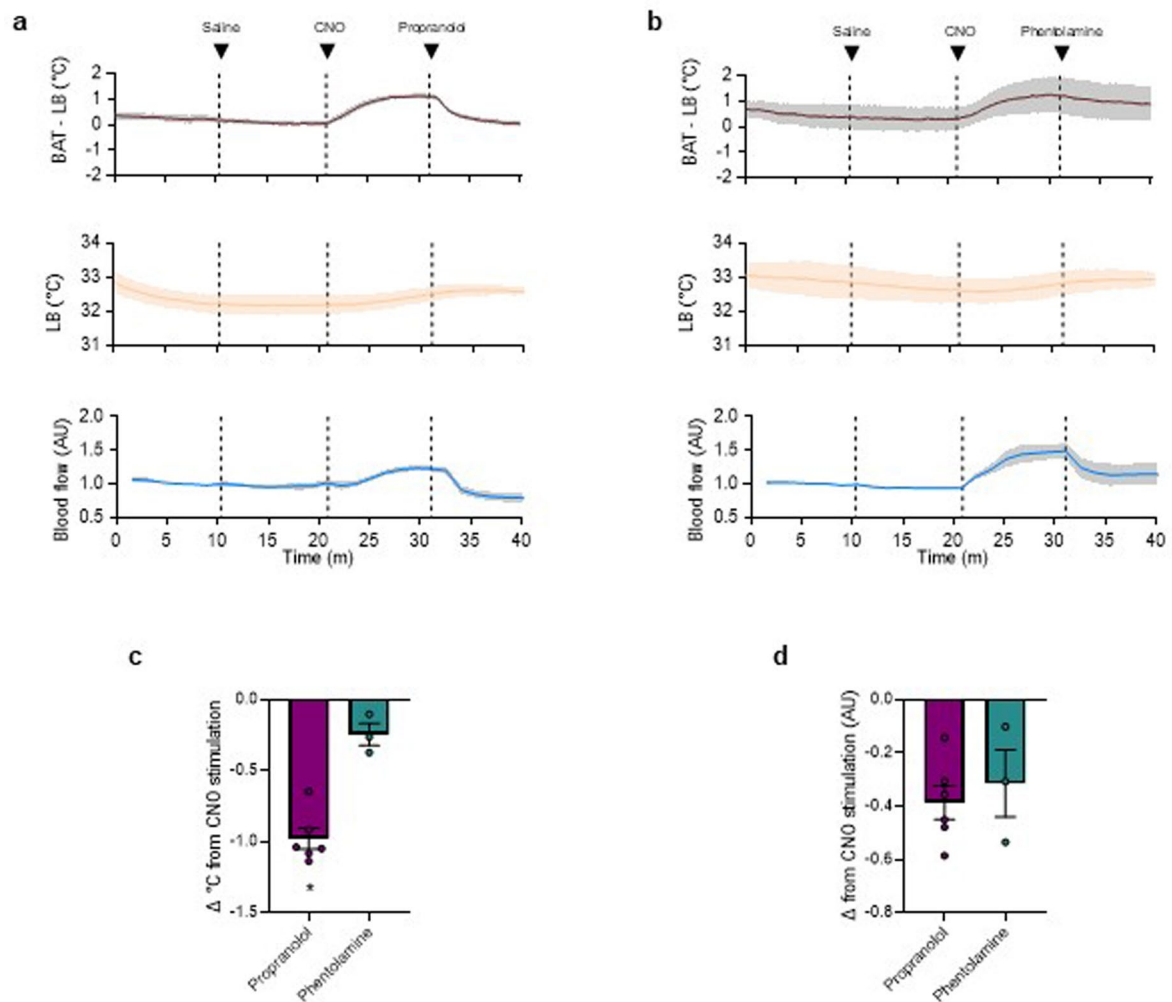 a
Saline CNO Propranolol
BAT - LB (°C)
2
1
0
-1
-2
LB (°C)
34
33
32
31
Blood flow (AU)
2.0
1.5
1.0
0.5
0 5 10 15 20 25 30 35 40
Time (m)
b
Saline CNO Phentolamine
BAT - LB (°C)
2
1
0
-1
-2
LB (°C)
34
33
32
31
Blood flow (AU)
2.0
1.5
1.0
0.5
0 5 10 15 20 25 30 35 40
Time (m)
c
Δ °C from CNO stimulation
0.0
-0.5
-1.0
-1.5
*
Propranolol
Phentolamine
d
Δ from CNO stimulation (AU)
0.0
-0.2
-0.4
-0.6
-0.8
Propranolol
Phentolamine